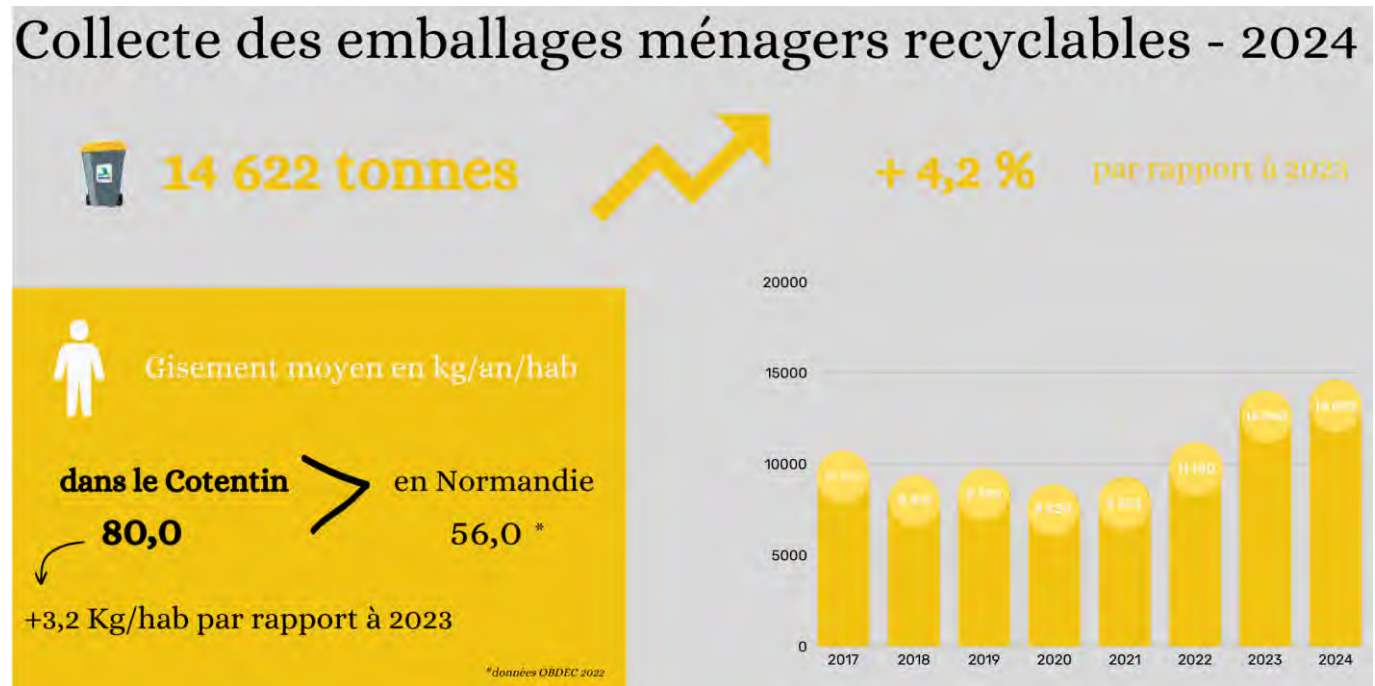 Collecte des emballages ménagers recyclables - 2024
14 622 tonnes
+ 4,2 %
par rapport à 2023
Gisement moyen en kg/an/hab
dans le Cotentin
80,0
>
en Normandie
56,0 *
+3,2 Kg/hab par rapport à 2023
*données OBDEC 2022
20000
15000
10000
5000
0
11 160
2017
2018
2019
2020
2021
2022
2023
2024